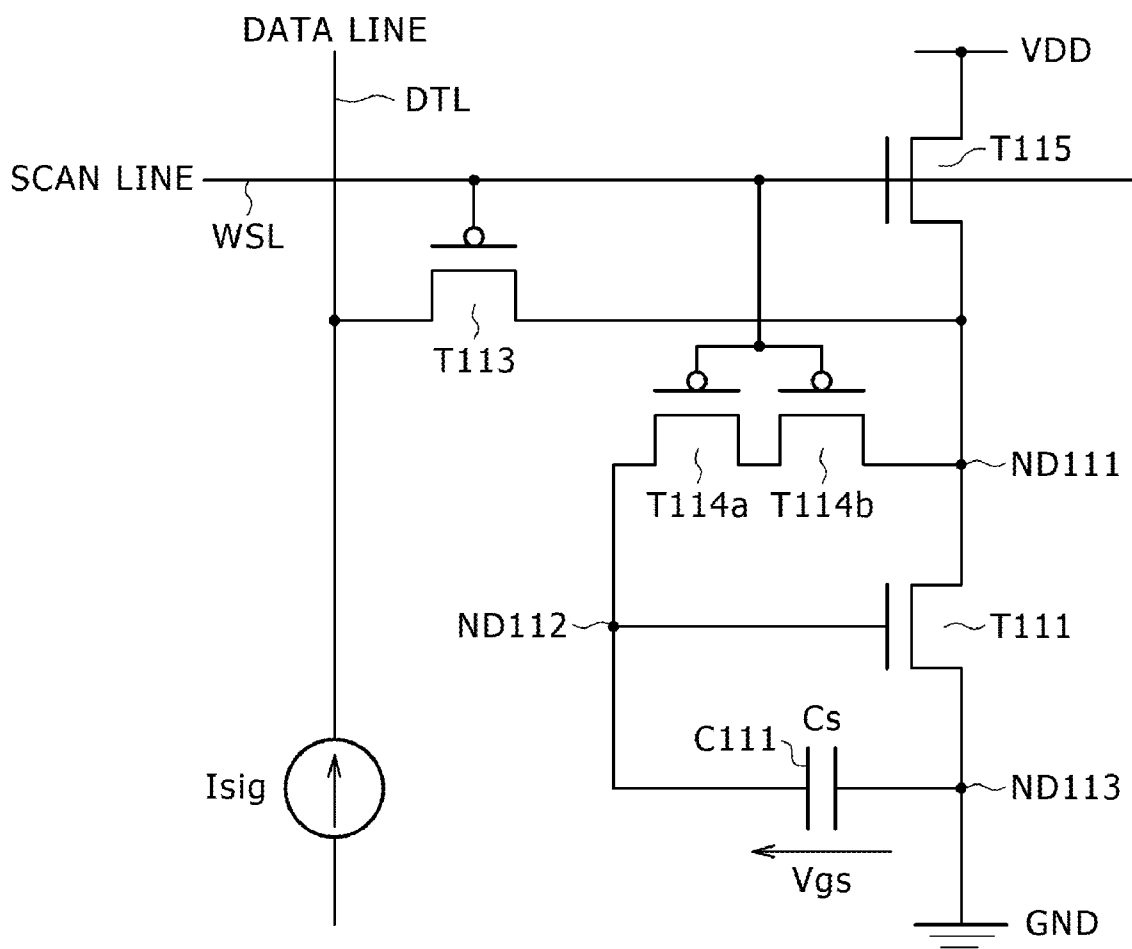 DATA LINE
VDD
DTL
T115
SCAN LINE
WSL
T113
ND111
T114a
T114b
ND112
T111
Cs
C111
Isig
ND113
Vgs
GND